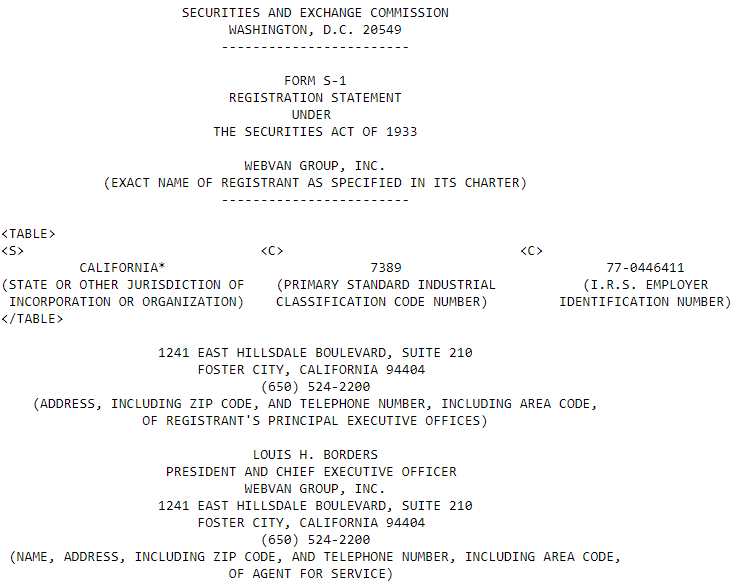 SECURITIES AND EXCHANGE COMMISSION
WASHINGTON, D.C. 20549
------------------------
FORM S-1
REGISTRATION STATEMENT
UNDER
THE SECURITIES ACT OF 1933
WEBVAN GROUP, INC.
(EXACT NAME OF REGISTRANT AS SPECIFIED IN ITS CHARTER)
------------------------
<TABLE>
<S> <C> <C>
CALIFORNIA* 7389 77-0446411
(STATE OR OTHER JURISDICTION OF (PRIMARY STANDARD INDUSTRIAL (I.R.S. EMPLOYER
INCORPORATION OR ORGANIZATION) CLASSIFICATION CODE NUMBER) IDENTIFICATION NUMBER)
</TABLE>
1241 EAST HILLSDALE BOULEVARD, SUITE 210
FOSTER CITY, CALIFORNIA 94404
(650) 524-2200
(ADDRESS, INCLUDING ZIP CODE, AND TELEPHONE NUMBER, INCLUDING AREA CODE,
OF REGISTRANT'S PRINCIPAL EXECUTIVE OFFICES)
LOUIS H. BORDERS
PRESIDENT AND CHIEF EXECUTIVE OFFICER
WEBVAN GROUP, INC.
1241 EAST HILLSDALE BOULEVARD, SUITE 210
FOSTER CITY, CALIFORNIA 94404
(650) 524-2200
(NAME, ADDRESS, INCLUDING ZIP CODE, AND TELEPHONE NUMBER, INCLUDING AREA CODE,
OF AGENT FOR SERVICE)